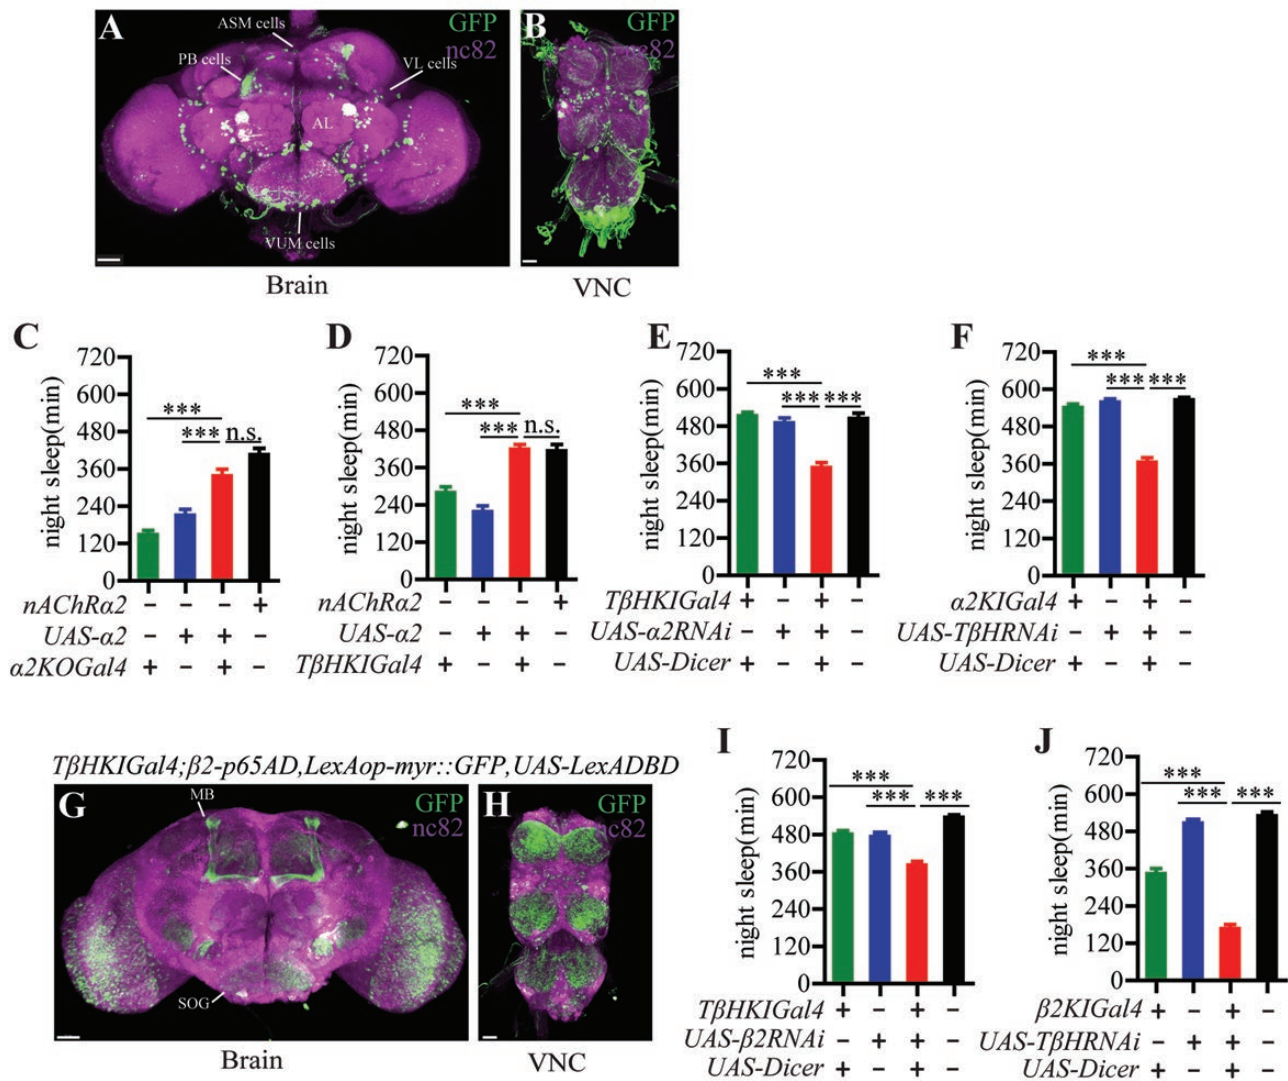 A
ASM cells
GFP
nc82
PB cells
VL cells
AL
VUM cells
Brain
B
GFP
nc82
VNC
C
night sleep(min)
720
600
480
360
240
120
0
***
*** n.s.
nAChRα2 − − − +
UAS-α2 − + + −
α2KOGal4 + − + −
D
night sleep(min)
720
600
480
360
240
120
0
***
*** n.s.
nAChRα2 − − − +
UAS-α2 − + + −
TβHKIGal4 + − + −
E
night sleep(min)
720
600
480
360
240
120
0
***
*** ***
TβHKIGal4 + − + −
UAS-α2RNAi − + + −
UAS-Dicer + − + −
F
night sleep(min)
720
600
480
360
240
120
0
***
*** ***
α2KIGal4 + − + −
UAS-TβHRNAi − + + −
UAS-Dicer + − + −
TβHKIGal4;β2-p65AD,LexAop-myr::GFP,UAS-LexADBD
G
MB
GFP
nc82
SOG
Brain
H
GFP
nc82
VNC
I
night sleep(min)
720
600
480
360
240
120
0
***
*** ***
TβHKIGal4 + − + −
UAS-β2RNAi − + + −
UAS-Dicer + − + −
J
night sleep(min)
720
600
480
360
240
120
0
***
*** ***
β2KIGal4 + − + −
UAS-TβHRNAi − + + −
UAS-Dicer + − + −